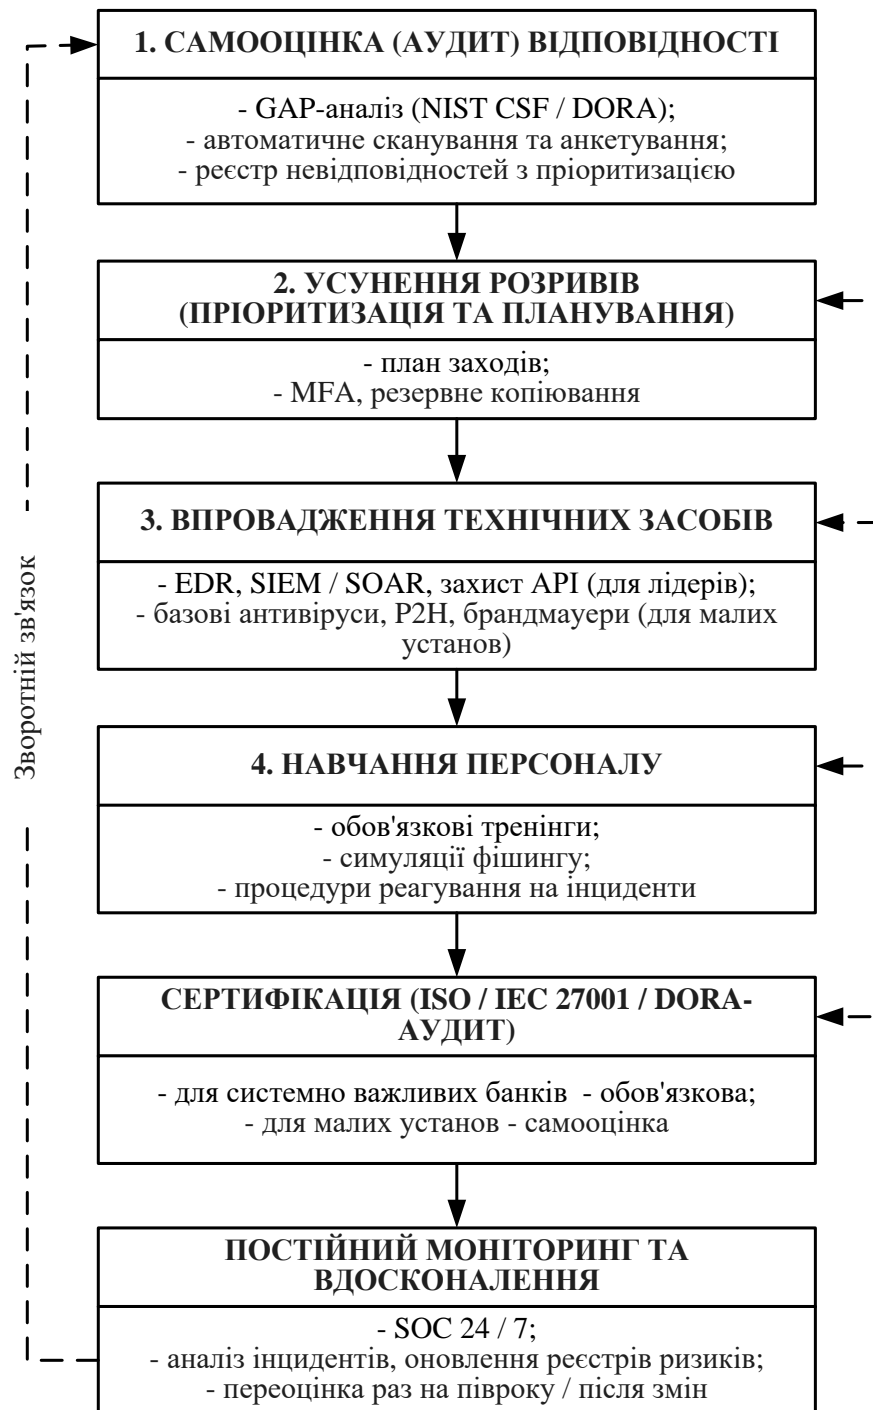 1. САМООЦІНКА (АУДИТ) ВІДПОВІДНОСТІ
- GAP-аналіз (NIST CSF / DORA);
- автоматичне сканування та анкетування;
- реєстр невідповідностей з пріоритизацією
2. УСУНЕННЯ РОЗРИВІВ
(ПРІОРИТИЗАЦІЯ ТА ПЛАНУВАННЯ)
- план заходів;
- MFA, резервне копіювання
3. ВПРОВАДЖЕННЯ ТЕХНІЧНИХ ЗАСОБІВ
- EDR, SIEM / SOAR, захист API (для лідерів);
- базові антивіруси, P2H, брандмауери (для малих
установ)
Зворотній зв'язок
4. НАВЧАННЯ ПЕРСОНАЛУ
- обов'язкові тренінги;
- симуляції фішингу;
- процедури реагування на інциденти
СЕРТИФІКАЦІЯ (ISO / IEC 27001 / DORA-
АУДИТ)
- для системно важливих банків - обов'язкова;
- для малих установ - самооцінка
ПОСТІЙНИЙ МОНІТОРИНГ ТА
ВДОСКОНАЛЕННЯ
- SOC 24 / 7;
- аналіз інцидентів, оновлення реєстрів ризиків;
- переоцінка раз на півроку / після змін